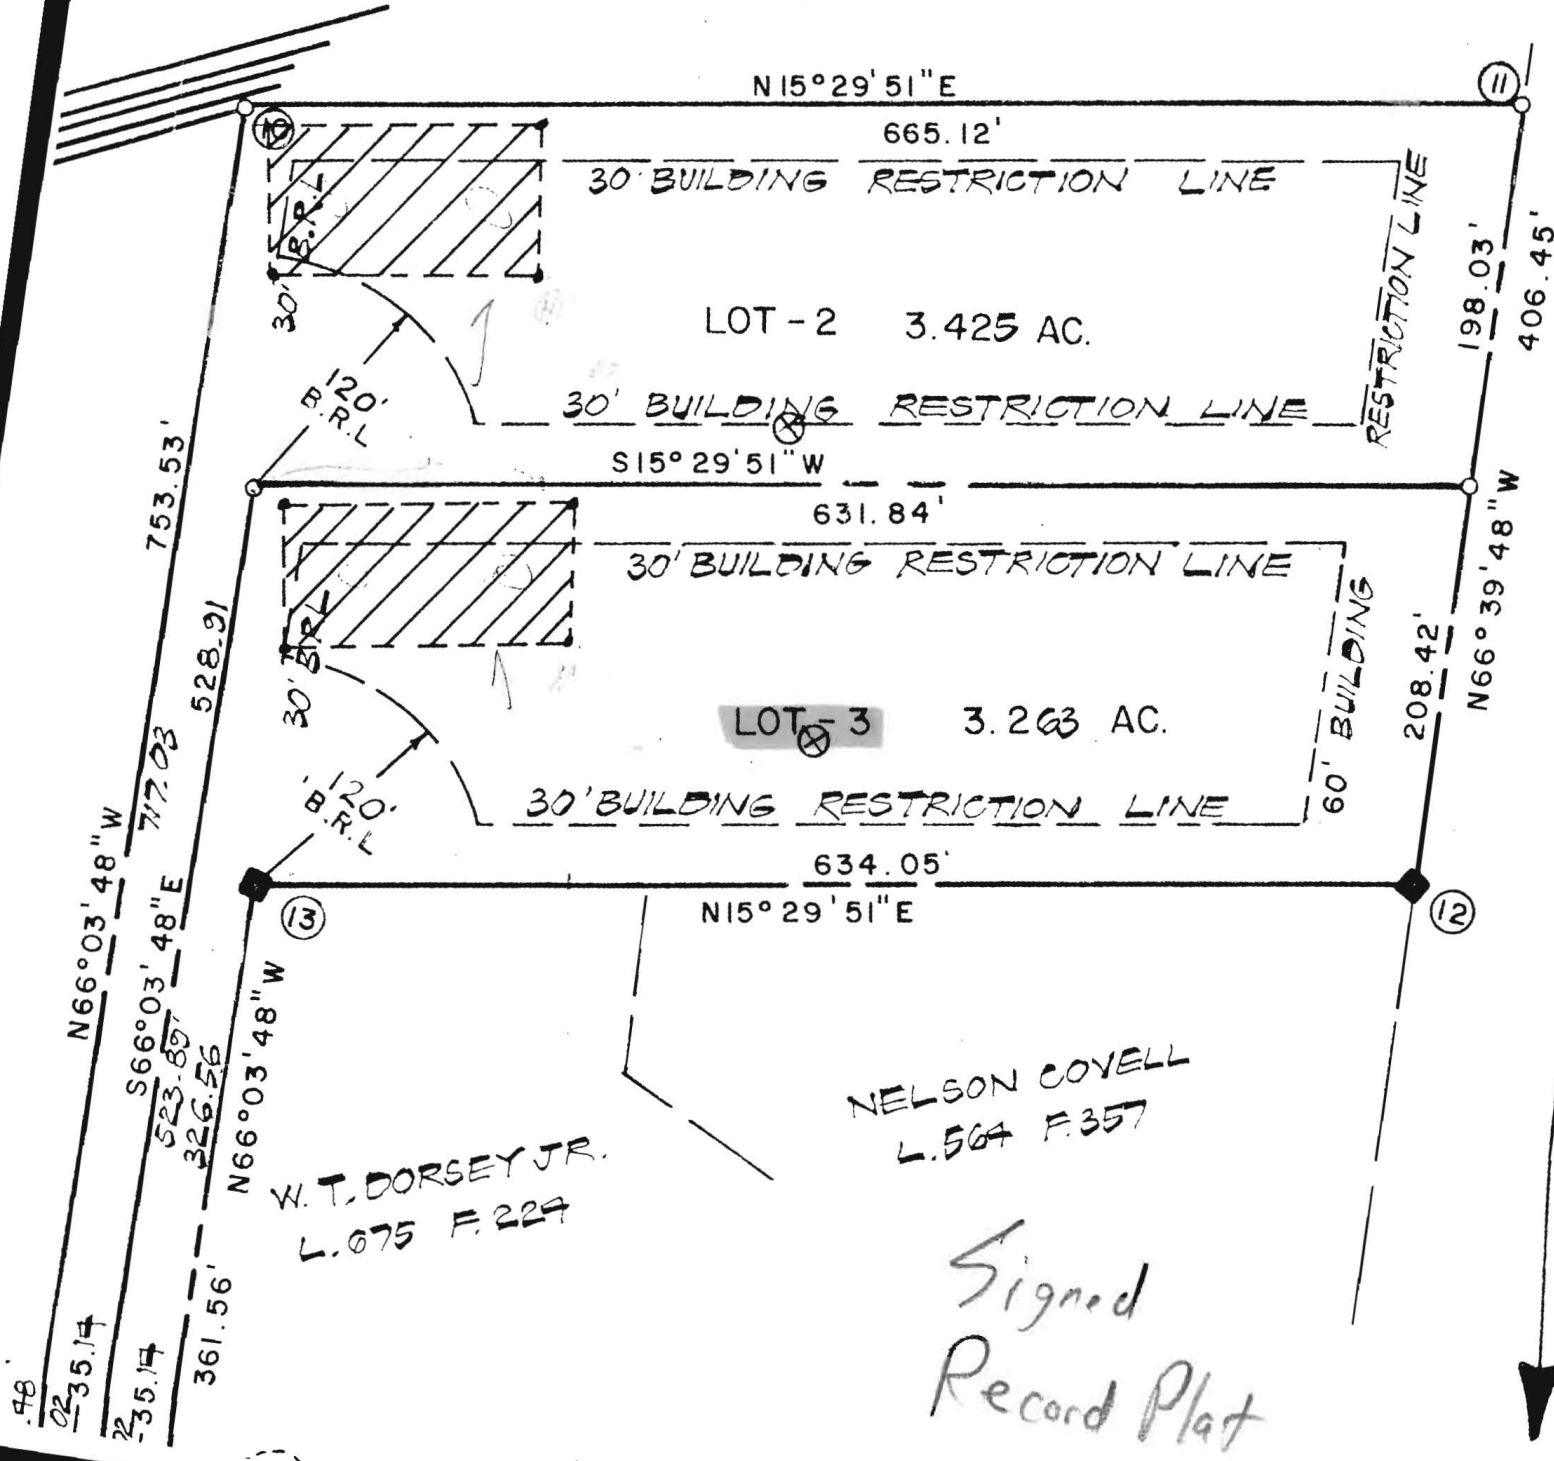 N15°29'51"E
11
665.12'
30' BUILDING RESTRICTION LINE
RESTRICTION LINE
198.03'
406.45'
B.R.L
30'
LOT-2 3.425 AC.
120'
B.R.L
30' BUILDING RESTRICTION LINE
S15°29'51"W
753.53'
631.84'
N66°39'48"W
30' BUILDING RESTRICTION LINE
528.91
30' B.R.L
60' BUILDING
208.42'
LOT-3 3.263 AC.
717.03
120'
B.R.L
30' BUILDING RESTRICTION LINE
634.05'
N15°29'51"E
13
12
N66°03'48"W
S66°03'48"E
523.89'
326.56
N66°03'48"W
NELSON COVELL
L.564 F.357
W.T. DORSEY JR.
L.675 F.224
361.56'
Signed
Record Plat
.48
02
-35.14
22
-35.14